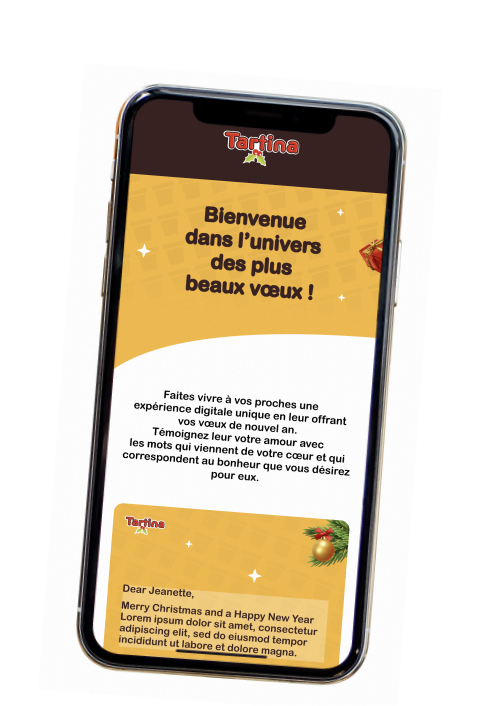 Tartina
Bienvenue
dans l'univers
des plus
beaux vœux !
Faites vivre à vos proches une
expérience digitale unique en leur offrant
vos vœux de nouvel an.
Témoignez leur votre amour avec
les mots qui viennent de votre cœur et qui
correspondent au bonheur que vous désirez
pour eux.
Tartina
Dear Jeanette,
Merry Christmas and a Happy New Year
Lorem ipsum dolor sit amet, consectetur
adipiscing elit, sed do eiusmod tempor
incididunt ut labore et dolore magna.